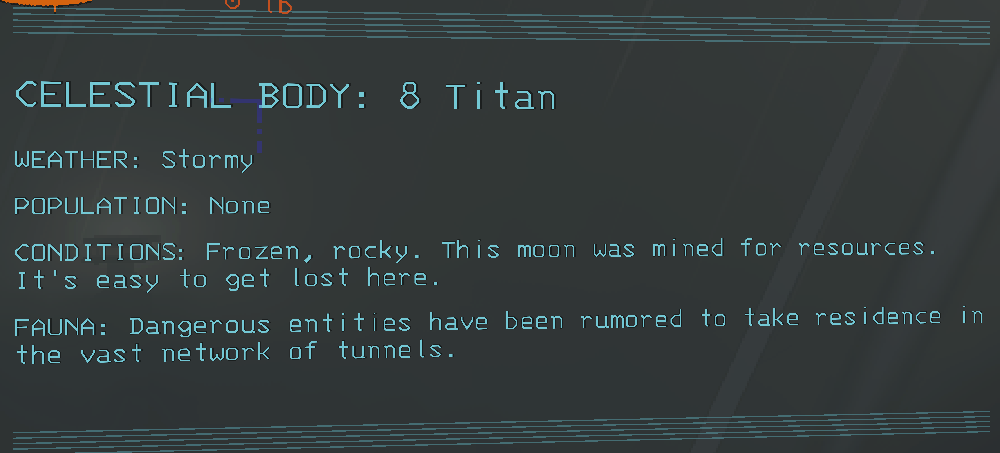 lb
CELESTIAL BODY: 8 Titan
WEATHER: Stormy
POPULATION: None
CONDITIONS: Frozen, rocky. This moon was mined for resources.
It's easy to get lost here.
FAUNA: Dangerous entities have been rumored to take residence in
the vast network of tunnels.